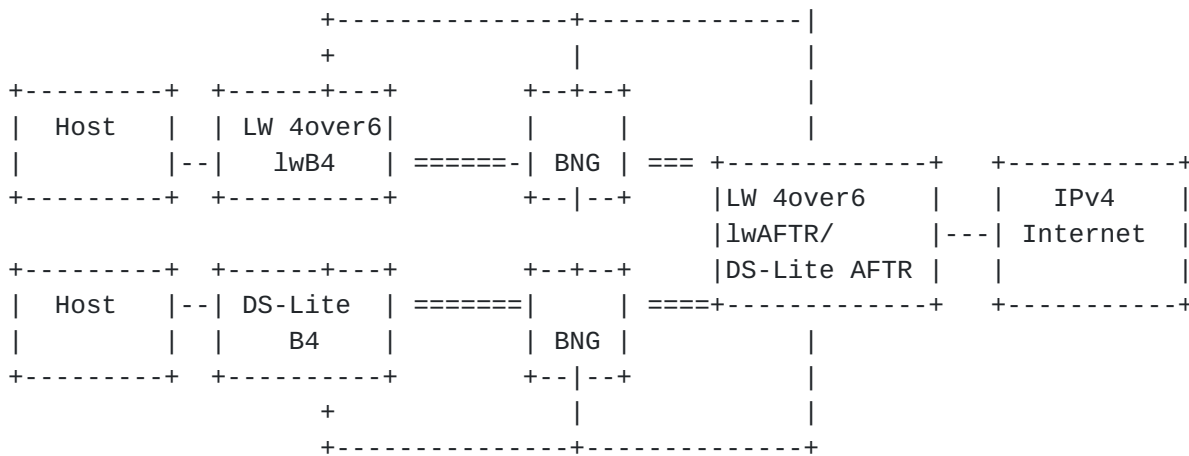 Host LW 4over6
lwB4 BNG
LW 4over6 IPv4
lwAFTR/ Internet
DS-Lite AFTR
Host DS-Lite
B4 BNG